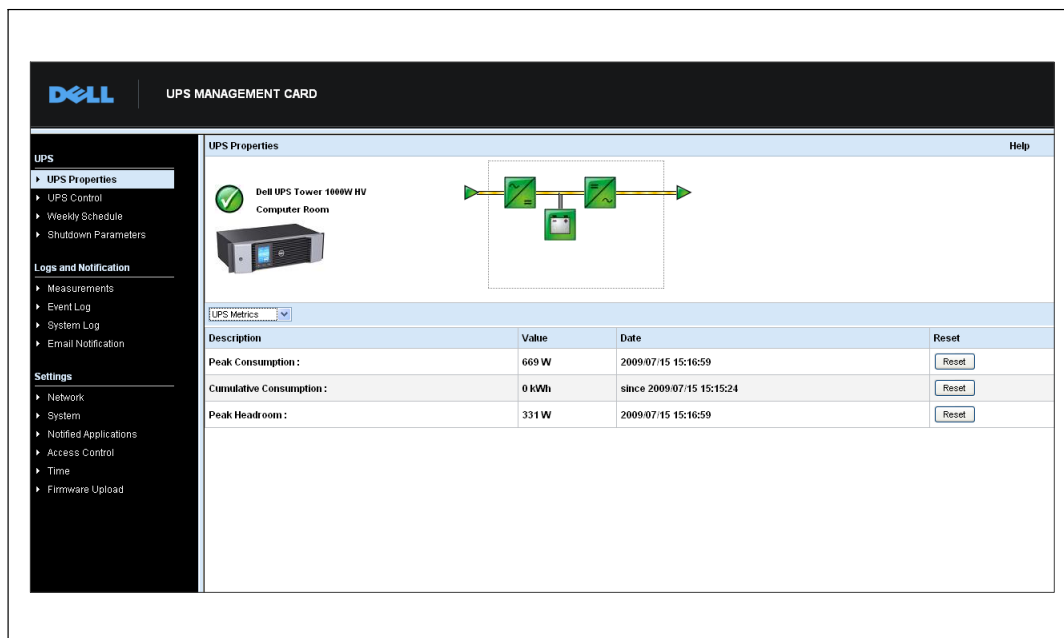 DELL
UPS MANAGEMENT CARD
UPS
UPS Properties
UPS Control
Weekly Schedule
Shutdown Parameters
Logs and Notification
Measurements
Event Log
System Log
Email Notification
Settings
Network
System
Notified Applications
Access Control
Time
Firmware Upload
UPS Properties Help
Dell UPS Tower 1000W HV
Computer Room
UPS Metrics
Description Value Date Reset
Peak Consumption : 669 W 2009/07/15 15:16:59 Reset
Cumulative Consumption : 0 kWh since 2009/07/15 15:15:24 Reset
Peak Headroom : 331 W 2009/07/15 15:16:59 Reset